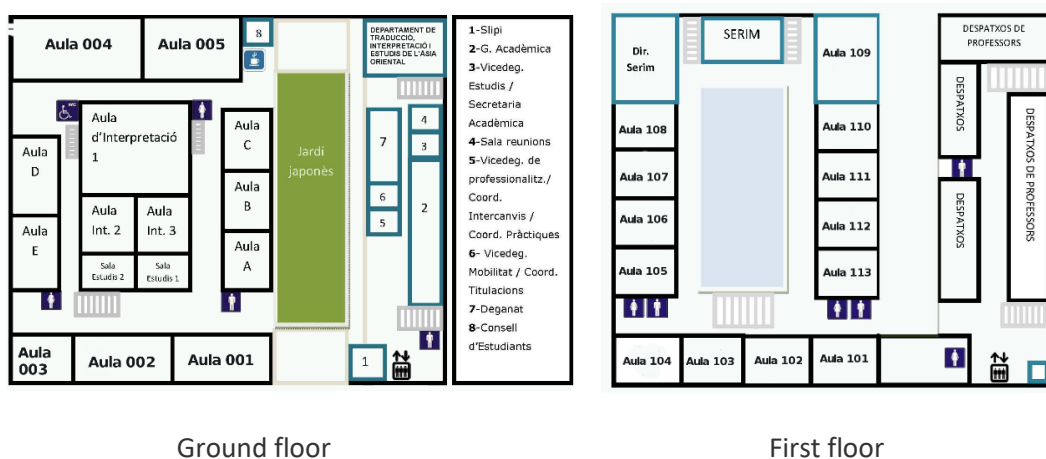 Aula 004
Aula 005
8
DEPARTAMENT DE
TRADUCCIÓ,
INTERPRETACIÓ I
ESTUDIS DE L'ÀSIA
ORIENTAL
WC
Aula
d'Interpretació
1
Aula
C
Aula
D
Aula
B
Aula
E
Aula
Int. 2
Aula
Int. 3
Aula
A
Sala
Estudis 2
Sala
Estudis 1
Jardí
japonès
7
4
3
6
5
2
Aula
003
Aula 002
Aula 001
1
1-Slipi
2-G. Acadèmica
3-Vicedeg.
Estudis /
Secretaria
Acadèmica
4-Sala reunions
5-Vicedeg. de
professionalitz./
Coord.
Intercanvis /
Coord. Pràctiques
6- Vicedeg.
Mobilitat / Coord.
Titulacions
7-Deganat
8-Consell
d'Estudiants
Ground floor
Dir.
Serim
SERIM
Aula 109
DESPATXOS DE
PROFESSORS
Aula 108
Aula 110
DESPATXOS
DESPATXOS DE PROFESSORS
Aula 107
Aula 111
Aula 106
Aula 112
DESPATXOS
Aula 105
Aula 113
Aula 104
Aula 103
Aula 102
Aula 101
First floor